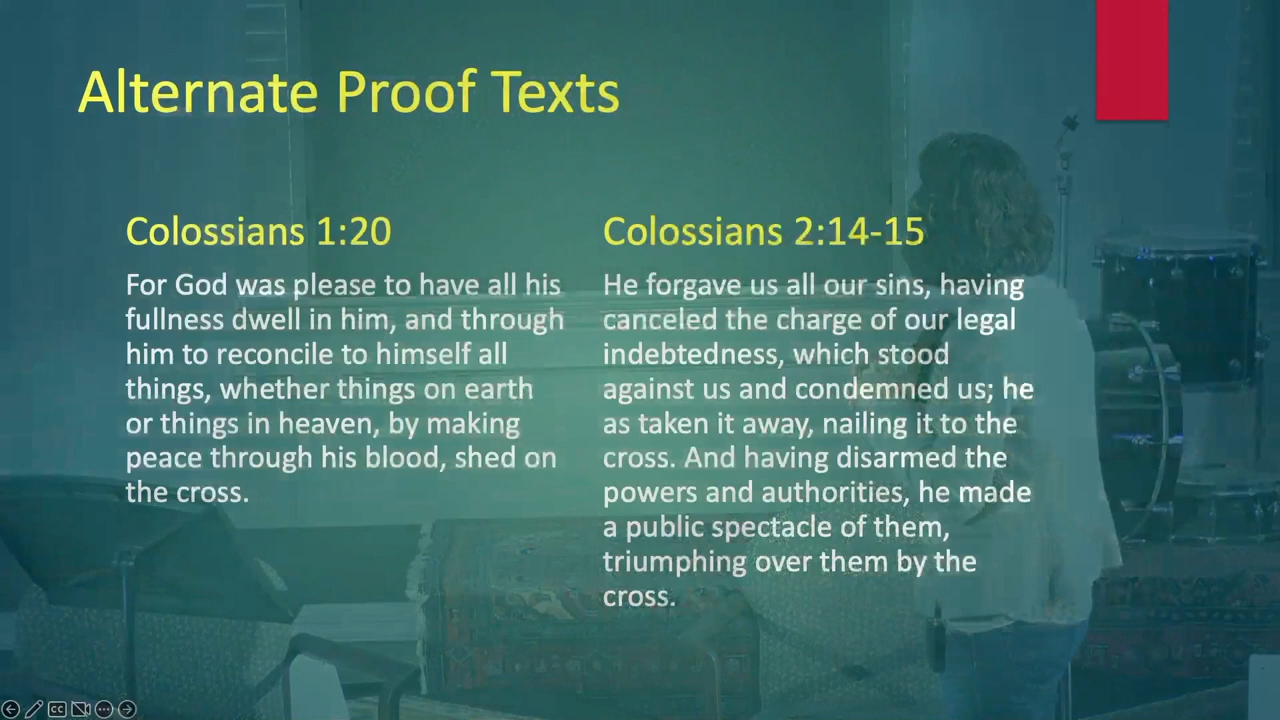 Alternate Proof Texts
Colossians 1:20
For God was please to have all his
fullness dwell in him, and through
him to reconcile to himself all
things, whether things on earth
or things in heaven, by making
peace through his blood, shed on
the cross.
Colossians 2:14-15
He forgave us all our sins, having
canceled the charge of our legal
indebtedness, which stood
against us and condemned us; he
as taken it away, nailing it to the
cross. And having disarmed the
powers and authorities, he made
a public spectacle of them,
triumphing over them by the
cross.
CC